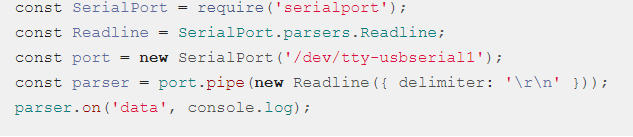 const SerialPort = require('serialport');
const Readline = SerialPort.parsers.Readline;
const port = new SerialPort('/dev/tty-usbserial1');
const parser = port.pipe(new Readline({ delimiter: '\r\n' }));
parser.on('data', console.log);